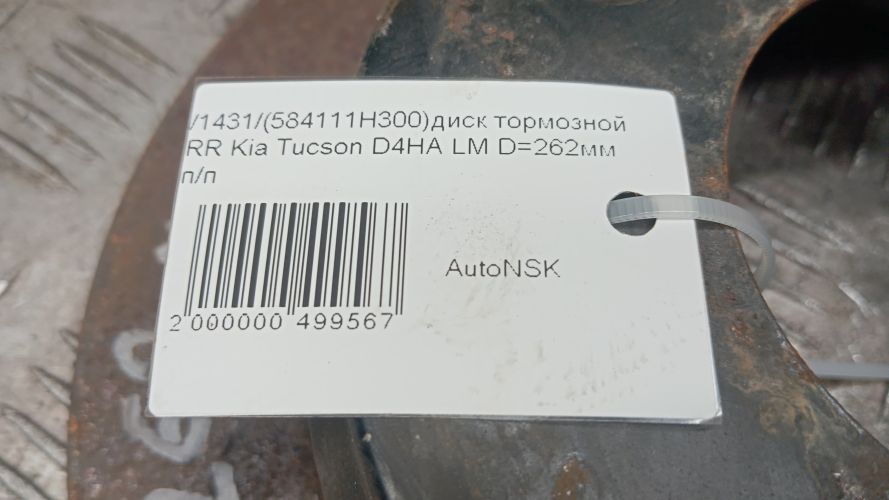 /1431/(584111H300)диск тормозной
RR Kia Tucson D4HA LM D=262мм
п/п
AutoNSK
2 000000 499567